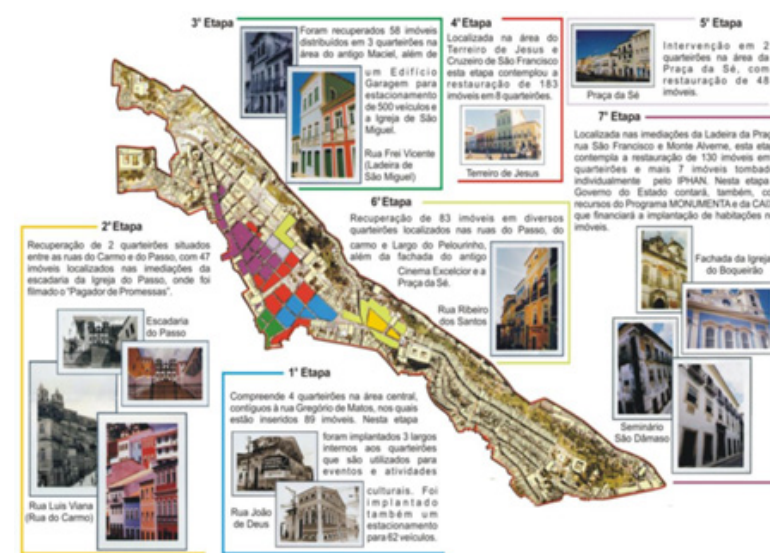 3ª Etapa
Foram recuperados 58 imóveis
distribuídos em 3 quarteirões na
área do antigo Maciel, além de
um Edifício
Garagem para
estacionamento
de 500 veículos e
a Igreja de São
Miguel.
Rua Frei Vicente
(Ladeira de
São Miguel)
4ª Etapa
Localizada na área do
Terreiro de Jesus e
Cruzeiro de São Francisco
esta etapa contemplou a
restauração de 183
imóveis em 8 quarteirões.
Terreiro de Jesus
5ª Etapa
Intervenção em 2
quarteirões na área da
Praça da Sé, com
restauração de 48
imóveis.
Praça da Sé
7ª Etapa
Localizada nas imediações da Ladeira da Praç
rua São Francisco e Monte Alverne, esta eta
contempla a restauração de 130 imóveis em
quarteirões e mais 7 imóveis tombad
individualmente pelo IPHAN. Nesta etapa
Governo do Estado contará, também, co
recursos do Programa MONUMENTA e da CAIX
que financiará a implantação de habitações n
imóveis.
Fachada da Igreja
do Boqueirão
Seminário
São Dâmaso
6ª Etapa
Recuperação de 83 imóveis em diversos
quarteirões localizados nas ruas do Passo, do
carmo e Largo do Pelourinho,
além da fachada do antigo
Cinema Excelcior e a
Praça da Sé.
Rua Ribeiro
dos Santos
2ª Etapa
Recuperação de 2 quarteirões situados
entre as ruas do Carmo e do Passo, com 47
imóveis localizados nas imediações da
escadaria da Igreja do Passo, onde foi
filmado o "Pagador de Promessas".
Escadaria
do Passo
Rua Luis Viana
(Rua do Carmo)
1ª Etapa
Compreende 4 quarteirões na área central,
contíguos à rua Gregório de Matos, nos quais
estão inseridos 89 imóveis. Nesta etapa
foram implantados 3 largos
internos aos quarteirões
que são utilizados para
eventos e atividades
culturais. Foi
implantado
também um
estacionamento
para 62 veículos.
Rua João
de Deus